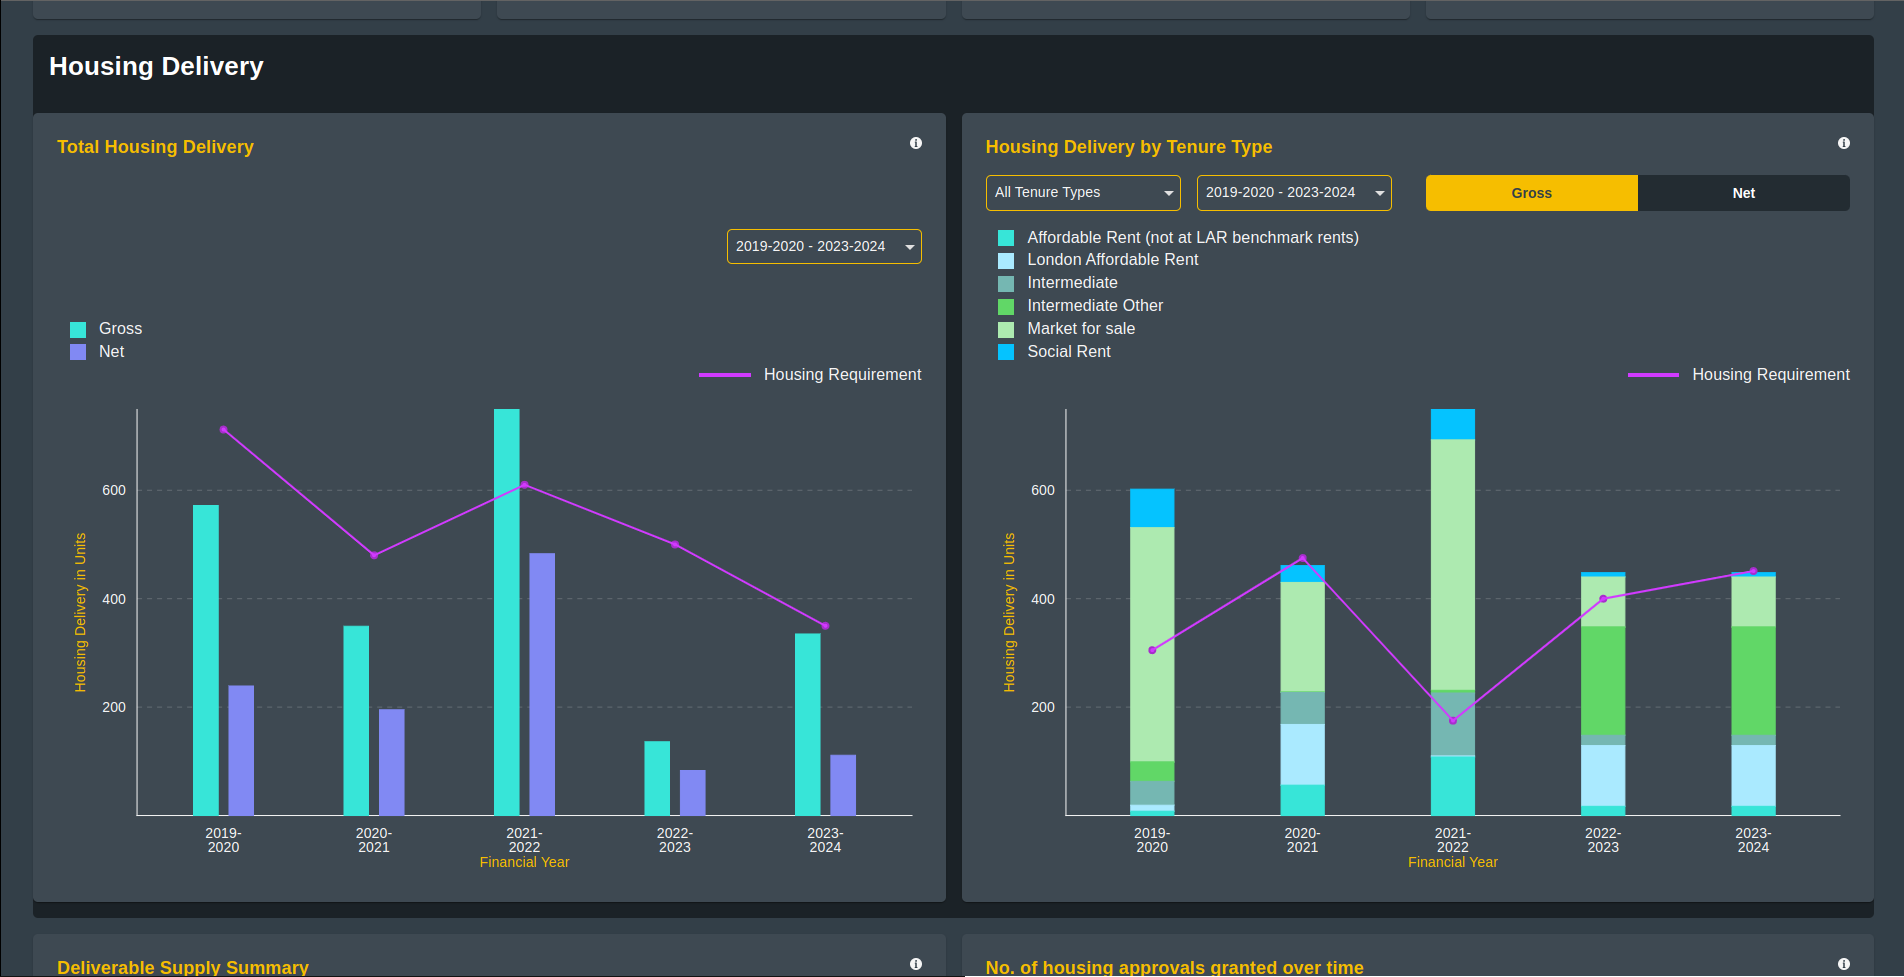 Housing Delivery
Total Housing Delivery
2019-2020 - 2023-2024
Gross
Net
Housing Requirement
600
400
200
Housing Delivery in Units
2019-
2020
2020-
2021
2021-
2022
2022-
2023
2023-
2024
Financial Year
Housing Delivery by Tenure Type
All Tenure Types
2019-2020 - 2023-2024
Gross
Net
Affordable Rent (not at LAR benchmark rents)
London Affordable Rent
Intermediate
Intermediate Other
Market for sale
Social Rent
Housing Requirement
600
400
200
Housing Delivery in Units
2019-
2020
2020-
2021
2021-
2022
2022-
2023
2023-
2024
Financial Year
Deliverable Supply Summary
No. of housing approvals granted over time